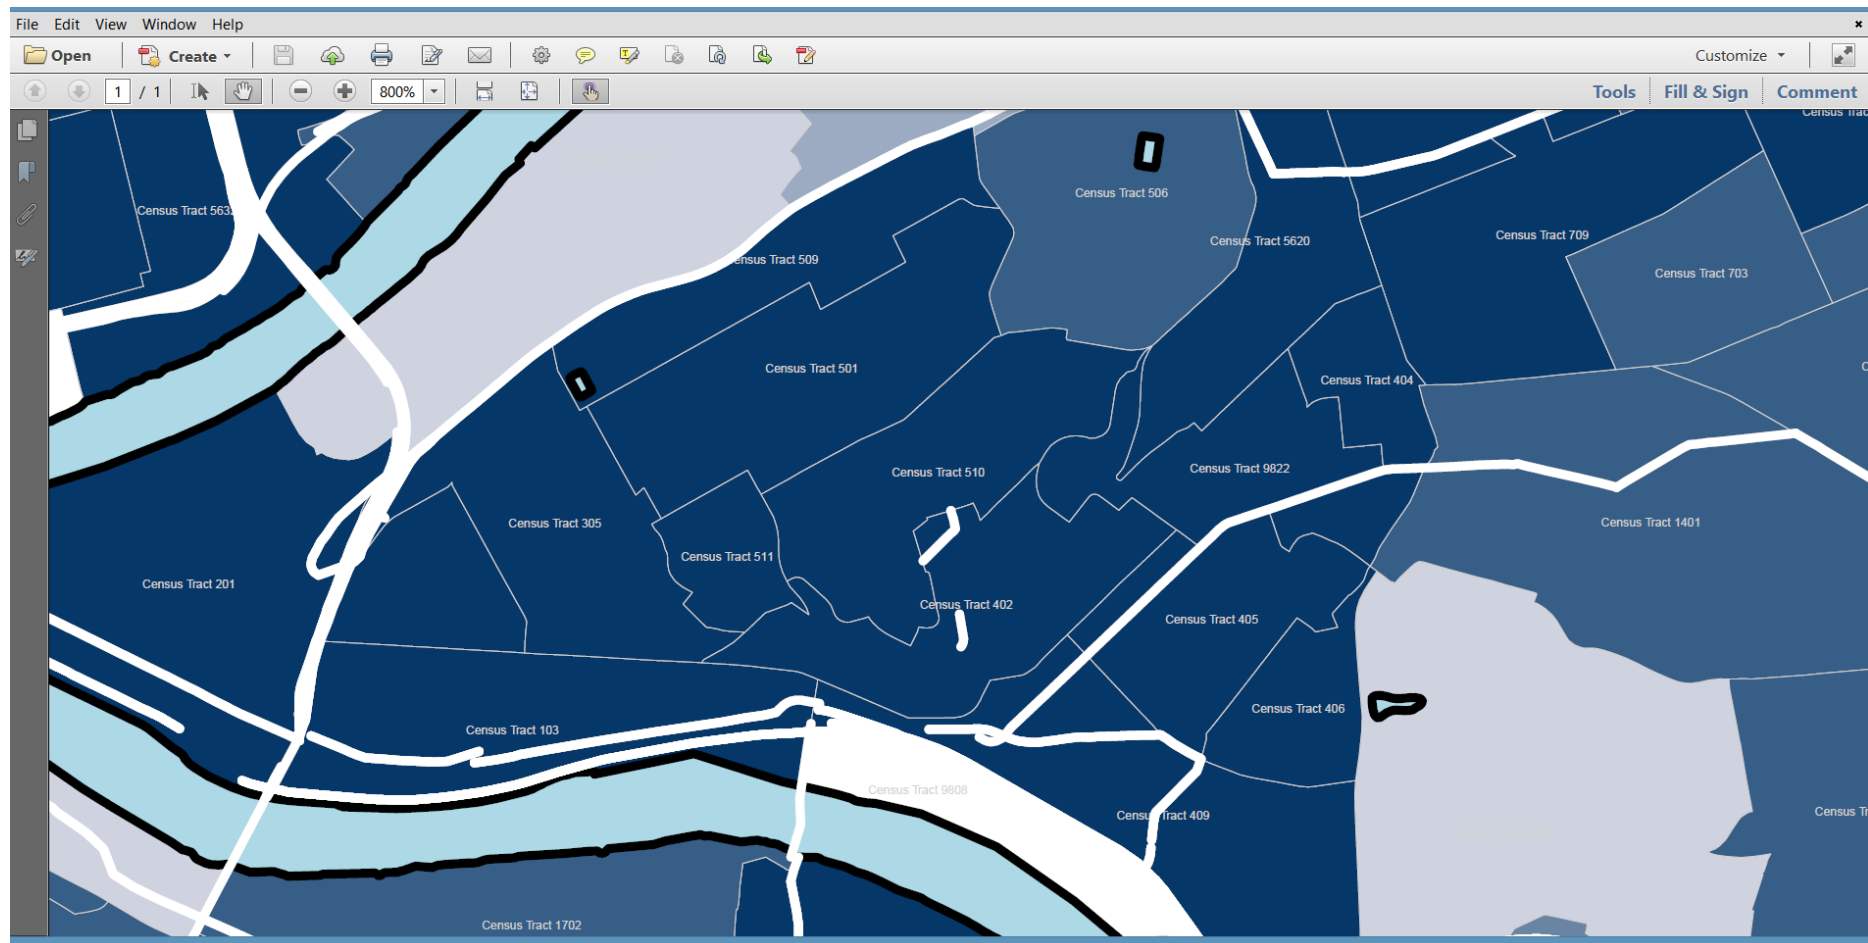 File Edit View Window Help
Open Create Customize
1 / 1 800% Tools Fill & Sign Comment
Census Tract 506
Census Tract 5620
Census Tract 709
Census Tract 509
Census Tract 703
Census Tract 501
Census Tract 404
Census Tract 510
Census Tract 9822
Census Tract 305
Census Tract 1401
Census Tract 511
Census Tract 201
Census Tract 402
Census Tract 405
Census Tract 406
Census Tract 103
Census Tract 9808
Census Tract 409
Census Tract 1702